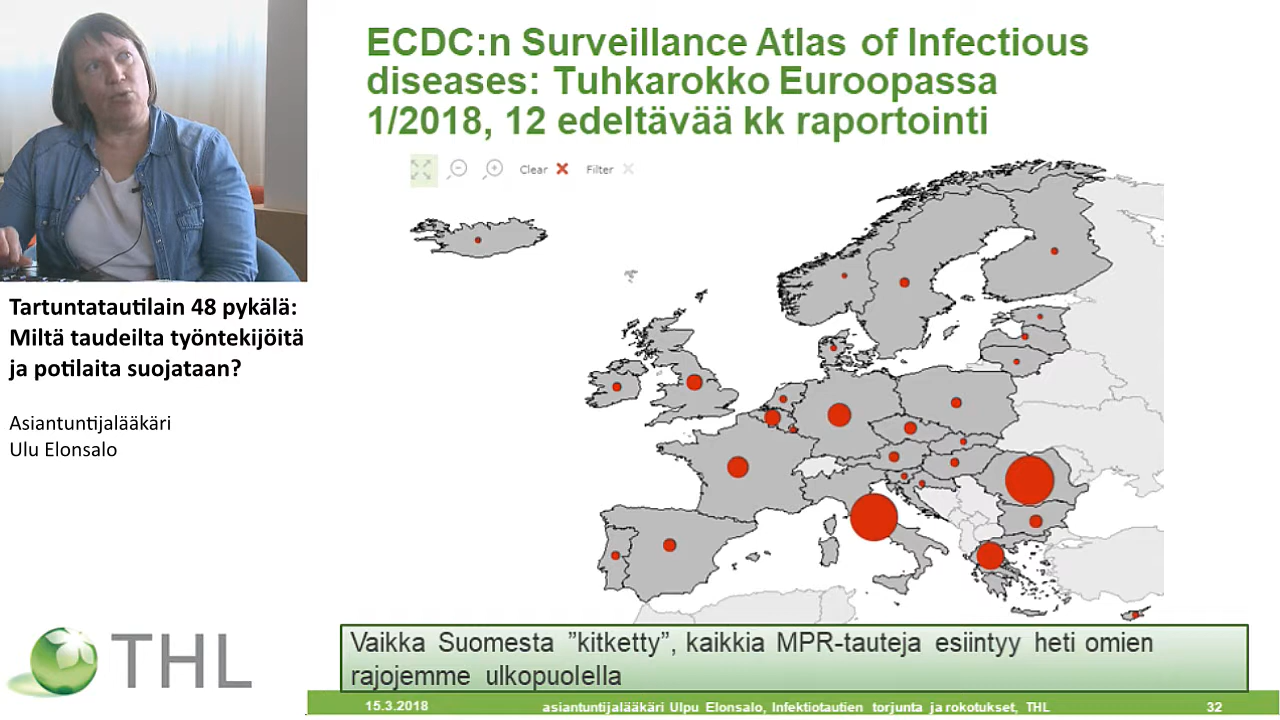 ECDC:n Surveillance Atlas of Infectious
diseases: Tuhkarokko Euroopassa
1/2018, 12 edeltävää kk raportointi
Clear
Filter
Tartuntatautilain 48 pykälä:
Miltä taudeilta työntekijöitä
ja potilaita suojataan?
Asiantuntijalääkäri
Ulu Elonsalo
THL
Vaikka Suomesta ”kitketty”, kaikkia MPR-tauteja esiintyy heti omien
rajojemme ulkopuolella
15.3.2018
asiantuntijalääkäri Ulpu Elonsalo, Infektiotautien torjunta ja rokotukset, THL
32